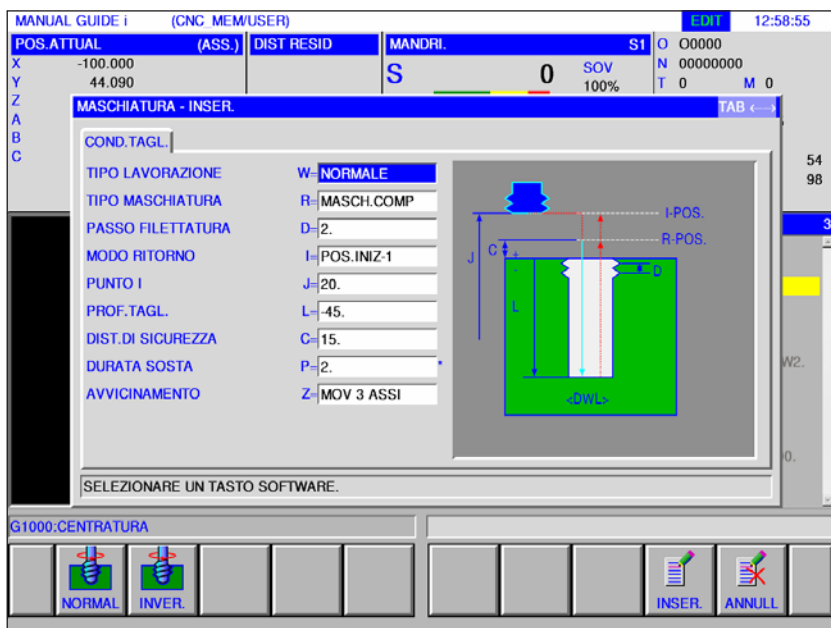 MANUAL GUIDE i (CNC_MEM/USER) EDIT 12:58:55
POS.ATTUAL (ASS.) DIST RESID MANDRI. S1 O O0000
X -100.000 N 00000000
Y 44.090 S 0 SOV 100% T 0 M 0
Z
A
B
C
54
98
MASCHIATURA - INSER. TAB ←→
COND.TAGL.
TIPO LAVORAZIONE W= NORMALE
TIPO MASCHIATURA R= MASCH.COMP
PASSO FILETTATURA D= 2.
MODO RITORNO I= POS.INIZ-1
PUNTO I J= 20.
PROF.TAGL. L= -45.
DIST.DI SICUREZZA C= 15.
DURATA SOSTA P= 2. *
AVVICINAMENTO Z= MOV 3 ASSI
I-POS.
R-POS.
J C + -
D
L
<DWL>
3
W2.
0.
SELEZIONARE UN TASTO SOFTWARE.
G1000:CENTRATURA
NORMAL INVER. INSER. ANNULL